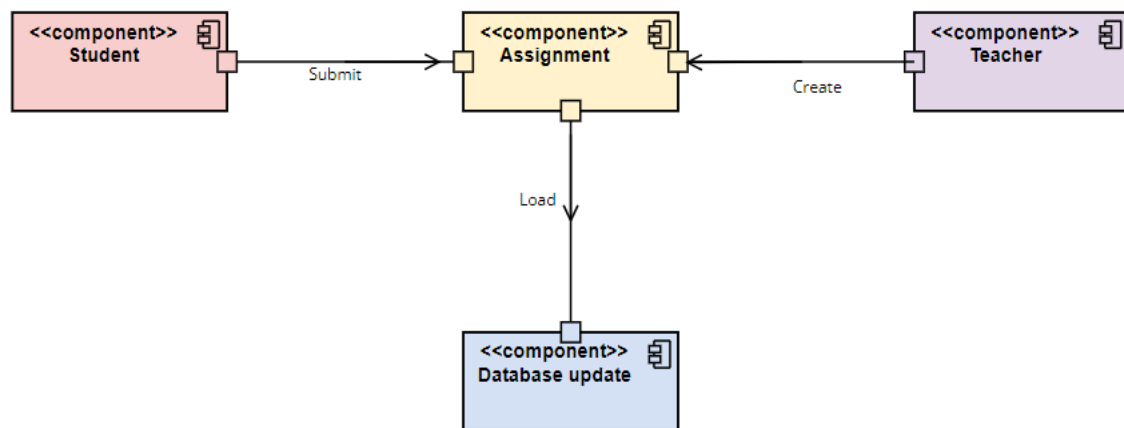 <<component>>
Student
<<component>>
Assignment
<<component>>
Teacher
Submit
Create
Load
<<component>>
Database update